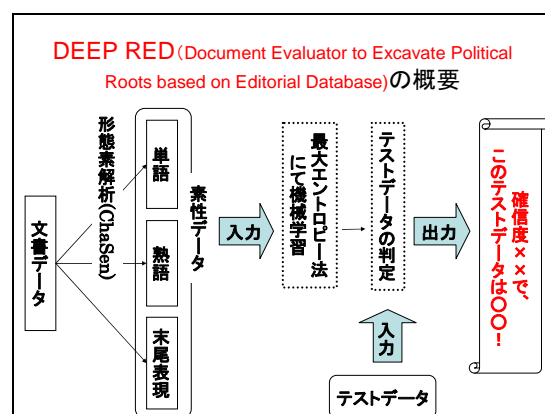 DEEP RED(Document Evaluator to Excavate Political
Roots based on Editorial Database)の概要
文書データ
形態素解析(ChaSen)
単語
熟語
末尾表現
素性データ
入力
最大エントロピー法
にて機械学習
テストデータの判定
入力
テストデータ
出力
確信度××で、
このテストデータは〇〇!